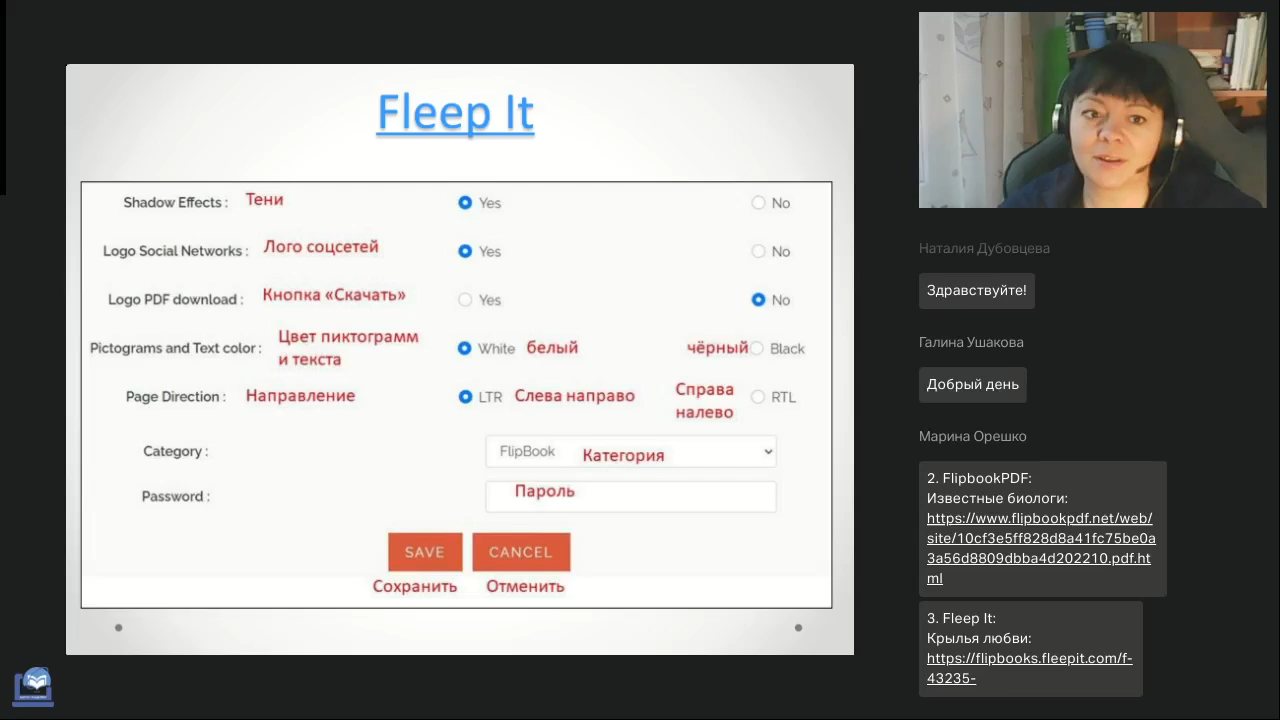 Fleep It
Shadow Effects : Тени Yes No
Logo Social Networks : Лого соцсетей Yes No
Logo PDF download : Кнопка «Скачать» Yes No
Pictograms and Text color : Цвет пиктограмм White белый чёрный Black
и текста
Page Direction : Направление LTR Слева направо Справа RTL
налево
Category : FlipBook Категория
Password : Пароль
SAVE CANCEL
Сохранить Отменить
Наталия Дубовцева
Здравствуйте!
Галина Ушакова
Добрый день
Марина Орешко
2. FlipbookPDF:
Известные биологи:
https://www.flipbookpdf.net/web/
site/10cf3e5ff828d8a41fc75be0a
3a56d8809dbba4d202210.pdf.ht
ml
3. Fleep It:
Крылья любви:
https://flipbooks.fleepit.com/f-
43235-